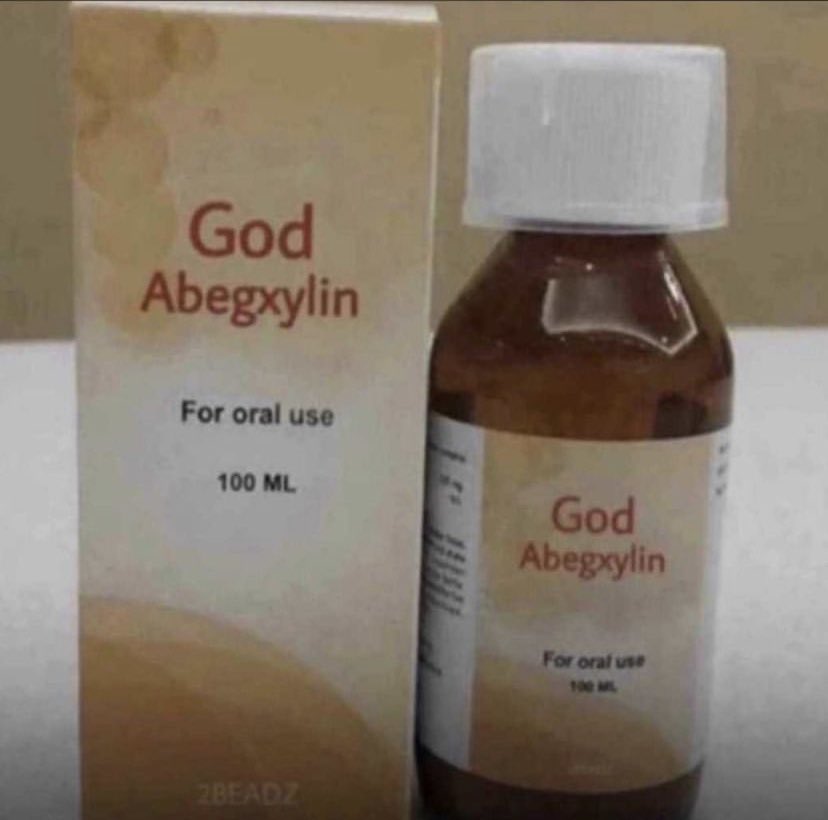 God
Abegxylin
For oral use
100 ML
2BEADZ
God
Abegxylin
For oral use
100 ML